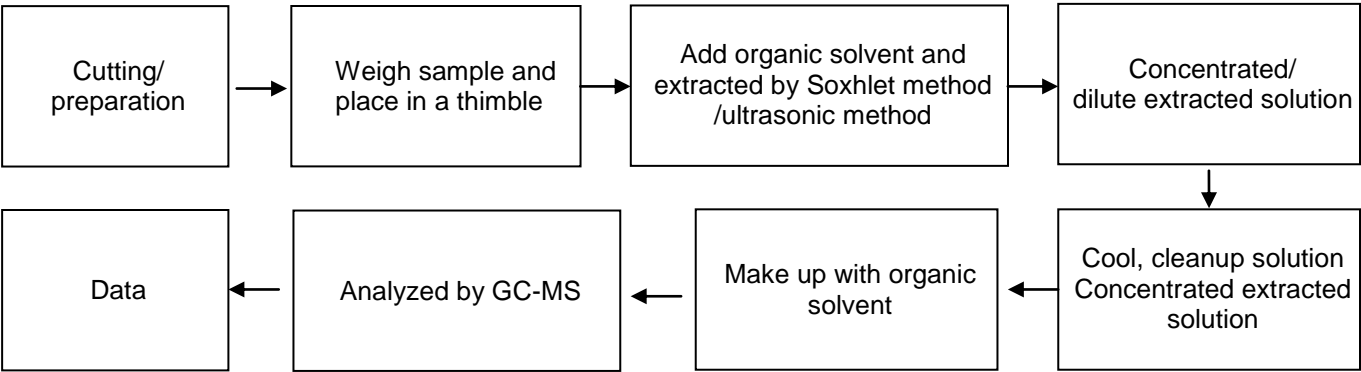 Cutting/
preparation
Weigh sample and
place in a thimble
Add organic solvent and
extracted by Soxhlet method
/ultrasonic method
Concentrated/
dilute extracted solution
Cool, cleanup solution
Concentrated extracted
solution
Make up with organic
solvent
Analyzed by GC-MS
Data